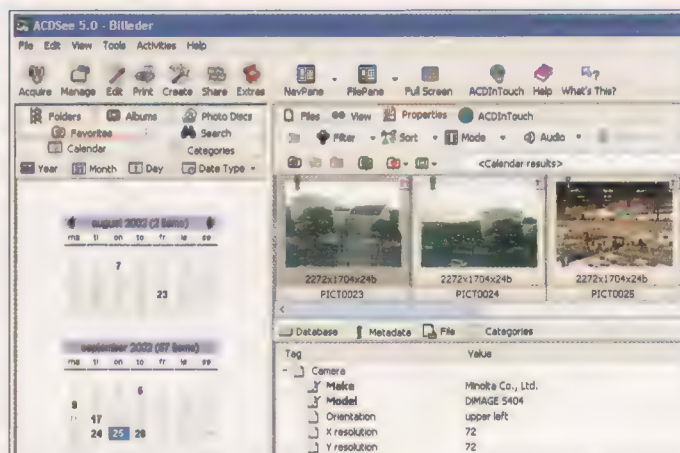 ACDSee 5.0 - Billeder
File Edit View Tools Activities Help
Acquire Manage Edit Print Create Share Extras NavPane FilePane Full Screen ACDInTouch Help What's This?
Folders Albums Photo Discs
Favorites Search
Calendar Categories
Year Month Day Date Type
Files View Properties ACDInTouch
Filter Sort Mode Audio
<Calendar results>
august 2002 (2 items)
ma ti on to fr lø sø
7
23
september 2002 (57 items)
ma ti on to fr lø sø
6
9
17
24 25 26
2272x1704x24b 2272x1704x24b 2272x1704x24b
PICT0023 PICT0024 PICT0025
Database Metadata File Categories
Tag Value
Camera
Make Minolta Co., Ltd.
Model DiMAGE S404
Orientation upper left
X resolution 72
Y resolution 72